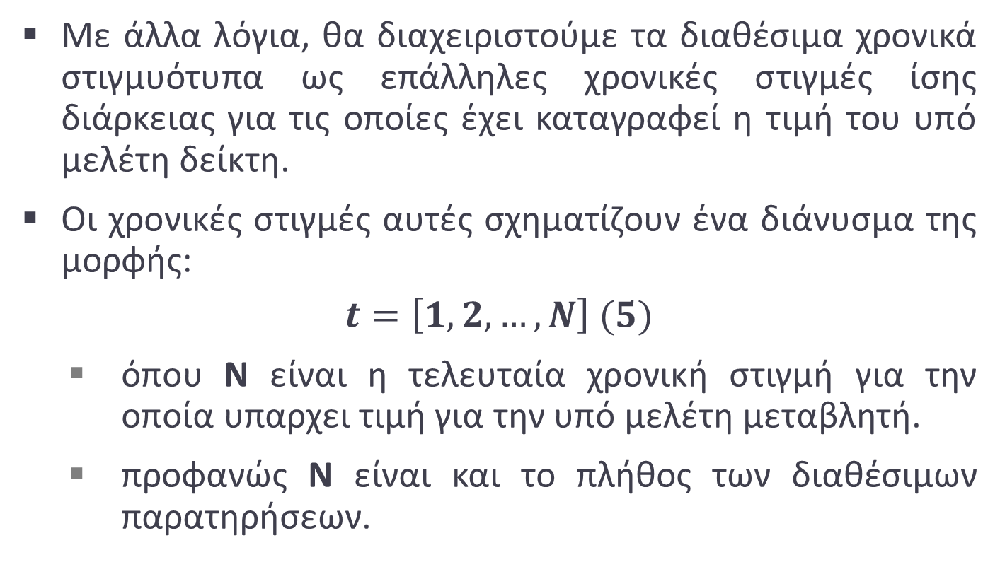 ▪ Με άλλα λόγια, θα διαχειριστούμε τα διαθέσιμα χρονικά
στιγμυότυπα ως επάλληλες χρονικές στιγμές ίσης
διάρκειας για τις οποίες έχει καταγραφεί η τιμή του υπό
μελέτη δείκτη.
▪ Οι χρονικές στιγμές αυτές σχηματίζουν ένα διάνυσμα της
μορφής:
t = [1, 2, … , N] (5)
▪ όπου N είναι η τελευταία χρονική στιγμή για την
οποία υπαρχει τιμή για την υπό μελέτη μεταβλητή.
▪ προφανώς N είναι και το πλήθος των διαθέσιμων
παρατηρήσεων.